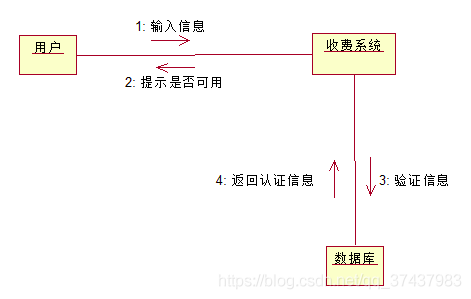 1: 输入信息
用户
收费系统
2: 提示是否可用
4: 返回认证信息
3: 验证信息
数据库
https://blog.csdn.net/qq_37437983